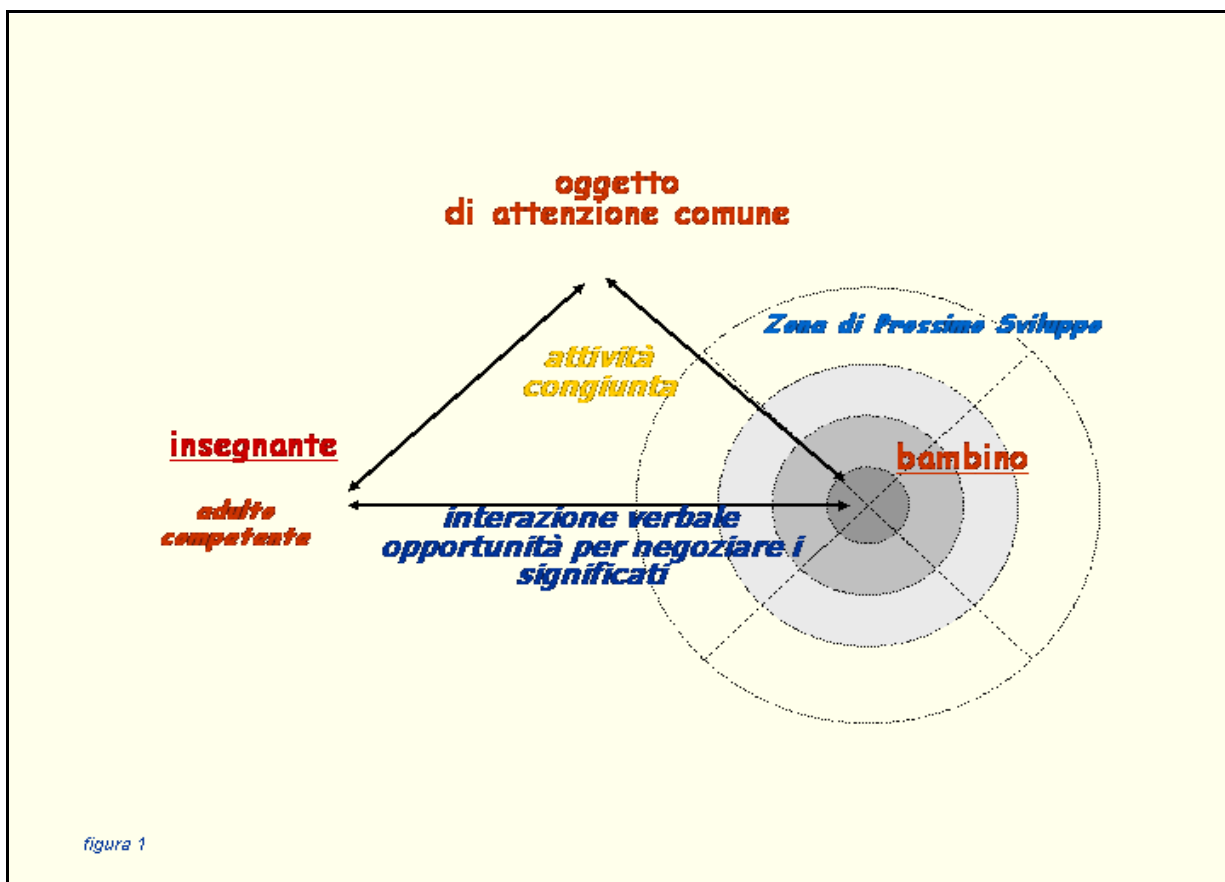 oggetto
di attenzione comune
Zona di Prossimo Sviluppo
attività
congiunta
insegnante
bambino
adulto
competente
interazione verbale
opportunità per negoziare i
significati
figura 1